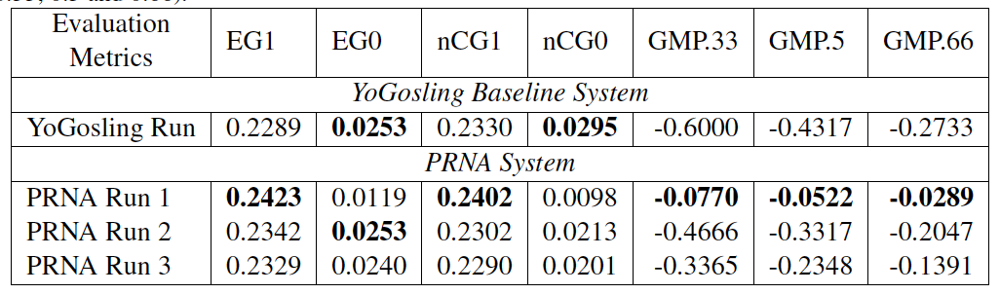 Evaluation Metrics EG1 EG0 nCG1 nCG0 GMP.33 GMP.5 GMP.66
YoGosling Baseline System
YoGosling Run 0.2289 0.0253 0.2330 0.0295 -0.6000 -0.4317 -0.2733
PRNA System
PRNA Run 1 0.2423 0.0119 0.2402 0.0098 -0.0770 -0.0522 -0.0289
PRNA Run 2 0.2342 0.0253 0.2302 0.0213 -0.4666 -0.3317 -0.2047
PRNA Run 3 0.2329 0.0240 0.2290 0.0201 -0.3365 -0.2348 -0.1391